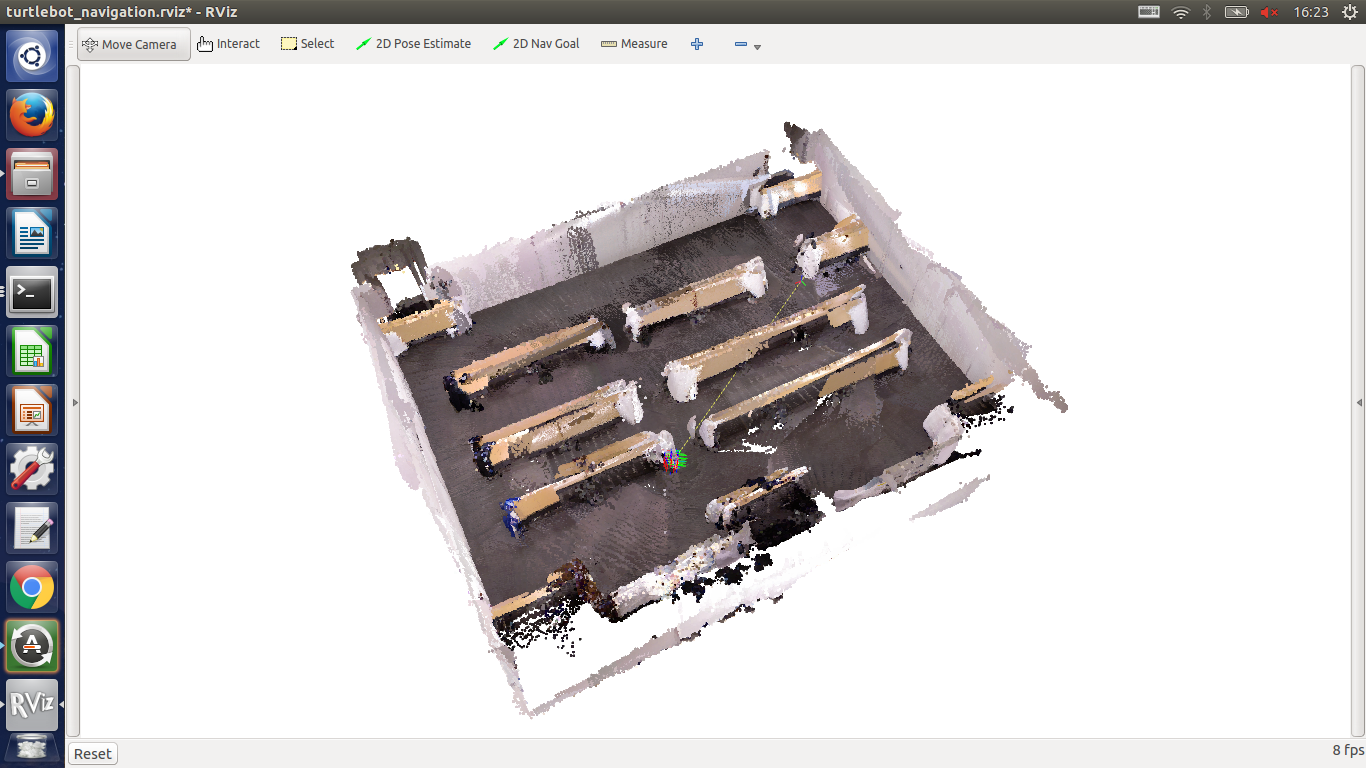 turtlebot_navigation.rviz* - RViz
16:23
Move Camera
Interact
Select
2D Pose Estimate
2D Nav Goal
Measure
RViz
Reset
8 fps